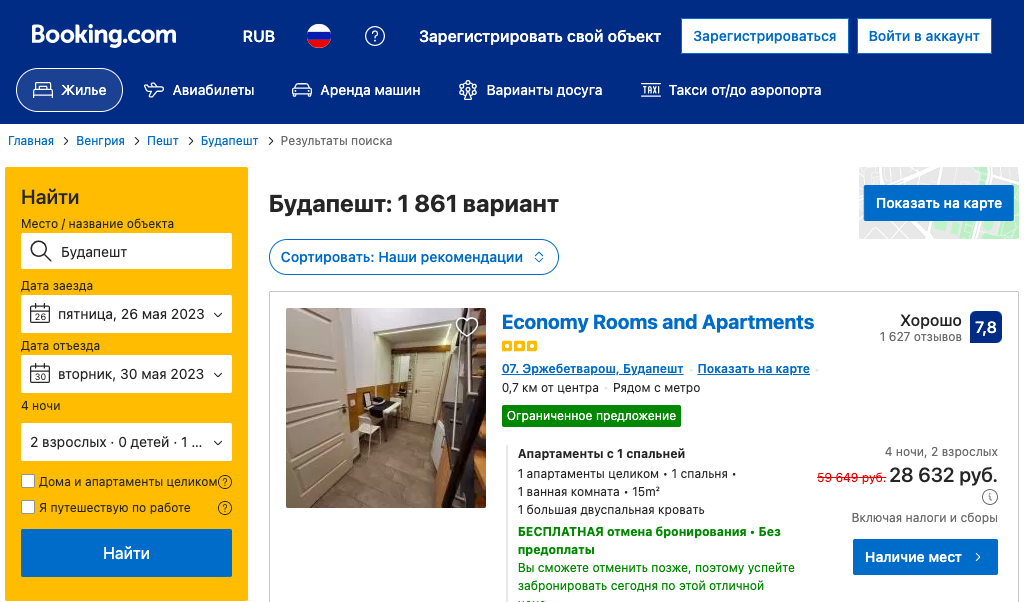 Booking.com
RUB
?
Зарегистрировать свой объект
Зарегистрироваться
Войти в аккаунт
Жилье
Авиабилеты
Аренда машин
Варианты досуга
TAXI
Такси от/до аэропорта
Главная > Венгрия > Пешт > Будапешт > Результаты поиска
Найти
Место / название объекта
Будапешт
Дата заезда
26
пятница, 26 мая 2023
Дата отъезда
30
вторник, 30 мая 2023
4 ночи
2 взрослых · 0 детей · 1 ...
Дома и апартаменты целиком ?
Я путешествую по работе ?
Найти
Будапешт: 1 861 вариант
Показать на карте
Сортировать: Наши рекомендации
Economy Rooms and Apartments
Хорошо
1 627 отзывов
7,8
07. Эржебетварош, Будапешт · Показать на карте ·
0,7 км от центра · Рядом с метро
Ограниченное предложение
Апартаменты с 1 спальней
1 апартаменты целиком • 1 спальня •
1 ванная комната • 15m²
1 большая двуспальная кровать
БЕСПЛАТНАЯ отмена бронирования • Без
предоплаты
Вы сможете отменить позже, поэтому успейте
забронировать сегодня по этой отличной
4 ночи, 2 взрослых
59 649 руб. 28 632 руб.
i
Включая налоги и сборы
Наличие мест